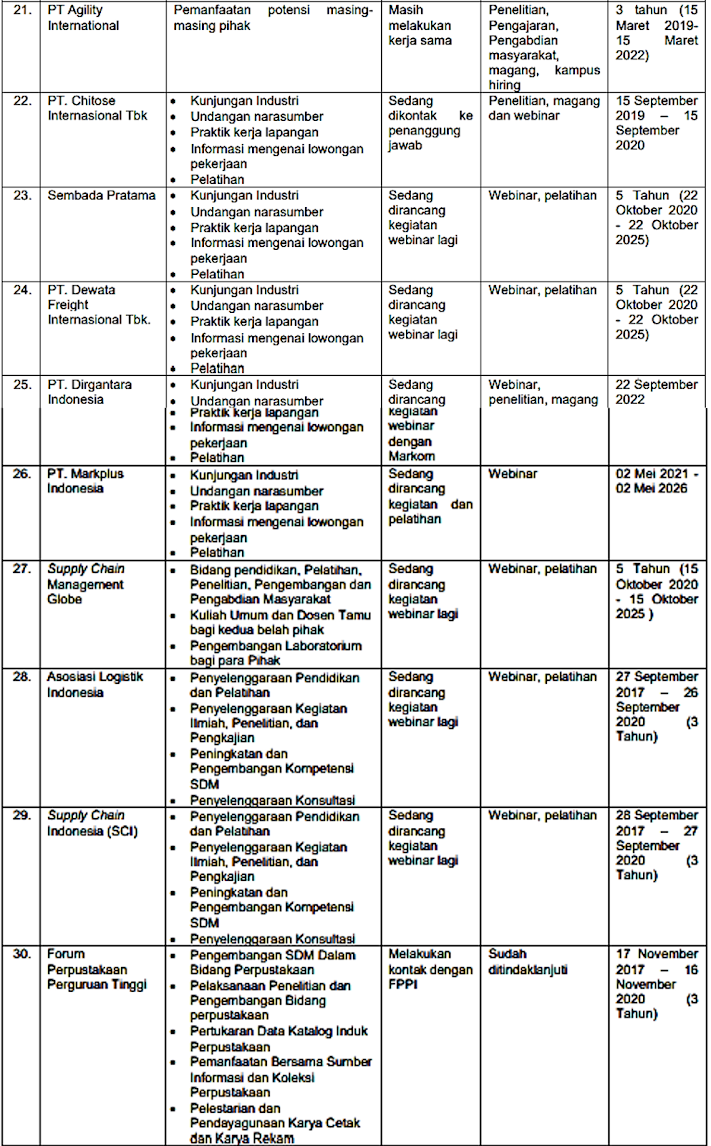 21. PT Agility International
Pemanfaatan potensi masing-masing pihak
Masih melakukan kerja sama
Penelitian, Pengajaran, Pengabdian masyarakat, magang, kampus hiring
3 tahun (15 Maret 2019-15 Maret 2022)
22. PT. Chitose Internasional Tbk
• Kunjungan Industri
• Undangan narasumber
• Praktik kerja lapangan
• Informasi mengenai lowongan pekerjaan
• Pelatihan
Sedang dikontak ke penanggung jawab
Penelitian, magang dan webinar
15 September 2019 – 15 September 2020
23. Sembada Pratama
• Kunjungan Industri
• Undangan narasumber
• Praktik kerja lapangan
• Informasi mengenai lowongan pekerjaan
• Pelatihan
Sedang dirancang kegiatan webinar lagi
Webinar, pelatihan
5 Tahun (22 Oktober 2020 - 22 Oktober 2025)
24. PT. Dewata Freight Internasional Tbk.
• Kunjungan Industri
• Undangan narasumber
• Praktik kerja lapangan
• Informasi mengenai lowongan pekerjaan
• Pelatihan
Sedang dirancang kegiatan webinar lagi
Webinar, pelatihan
5 Tahun (22 Oktober 2020 - 22 Oktober 2025)
25. PT. Dirgantara Indonesia
• Kunjungan Industri
• Undangan narasumber
• Praktik kerja lapangan
• Informasi mengenai lowongan pekerjaan
• Pelatihan
Sedang dirancang kegiatan webinar dengan Markom
Webinar, penelitian, magang
22 September 2022
26. PT. Markplus Indonesia
• Kunjungan Industri
• Undangan narasumber
• Praktik kerja lapangan
• Informasi mengenai lowongan pekerjaan
• Pelatihan
Sedang dirancang kegiatan dan pelatihan
Webinar
02 Mei 2021 - 02 Mei 2026
27. Supply Chain Management Globe
• Bidang pendidikan, Pelatihan, Penelitian, Pengembangan dan Pengabdian Masyarakat
• Kuliah Umum dan Dosen Tamu bagi kedua belah pihak
• Pengembangan Laboratorium bagi para Pihak
Sedang dirancang kegiatan webinar lagi
Webinar, pelatihan
5 Tahun (15 Oktober 2020 - 15 Oktober 2025 )
28. Asosiasi Logistik Indonesia
• Penyelenggaraan Pendidikan dan Pelatihan
• Penyelenggaraan Kegiatan Ilmiah, Penelitian, dan Pengkajian
• Peningkatan dan Pengembangan Kompetensi SDM
• Penyelenggaraan Konsultasi
Sedang dirancang kegiatan webinar lagi
Webinar, pelatihan
27 September 2017 – 26 September 2020 (3 Tahun)
29. Supply Chain Indonesia (SCI)
• Penyelenggaraan Pendidikan dan Pelatihan
• Penyelenggaraan Kegiatan Ilmiah, Penelitian, dan Pengkajian
• Peningkatan dan Pengembangan Kompetensi SDM
• Penyelenggaraan Konsultasi
Sedang dirancang kegiatan webinar lagi
Webinar, pelatihan
28 September 2017 – 27 September 2020 (3 Tahun)
30. Forum Perpustakaan Perguruan Tinggi
• Pengembangan SDM Dalam Bidang Perpustakaan
• Pelaksanaan Penelitian dan Pengembangan Bidang perpustakaan
• Pertukaran Data Katalog Induk Perpustakaan
• Pemanfaatan Bersama Sumber Informasi dan Koleksi Perpustakaan
• Pelestarian dan Pendayagunaan Karya Cetak dan Karya Rekam
Melakukan kontak dengan FPPI
Sudah ditindaklanjuti
17 November 2017 – 16 November 2020 (3 Tahun)